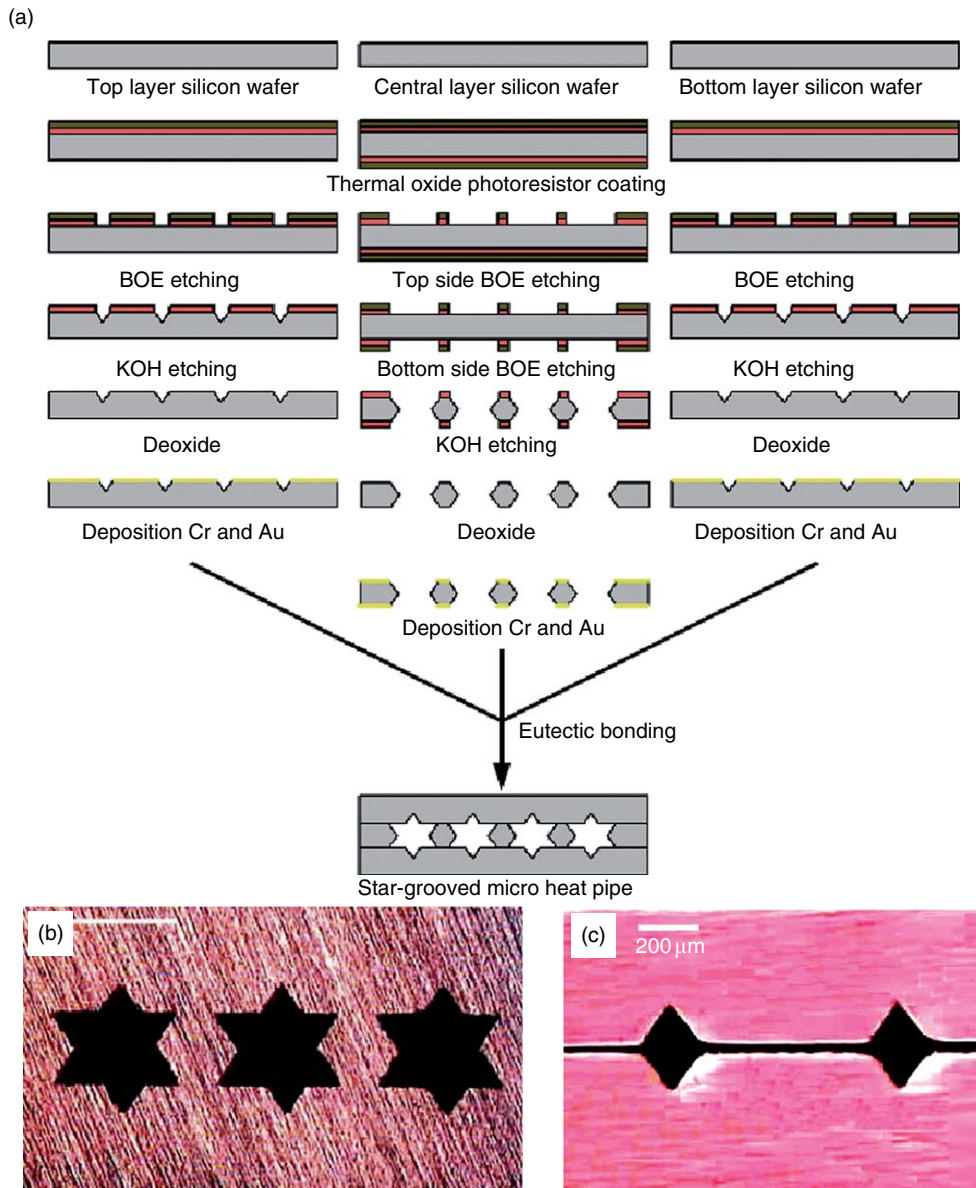 (a)
Top layer silicon wafer
Central layer silicon wafer
Bottom layer silicon wafer
Thermal oxide photoresistor coating
BOE etching
Top side BOE etching
BOE etching
KOH etching
Bottom side BOE etching
KOH etching
Deoxide
KOH etching
Deoxide
Deposition Cr and Au
Deoxide
Deposition Cr and Au
Deposition Cr and Au
Eutectic bonding
Star-grooved micro heat pipe
(b)
(c)
200 μm